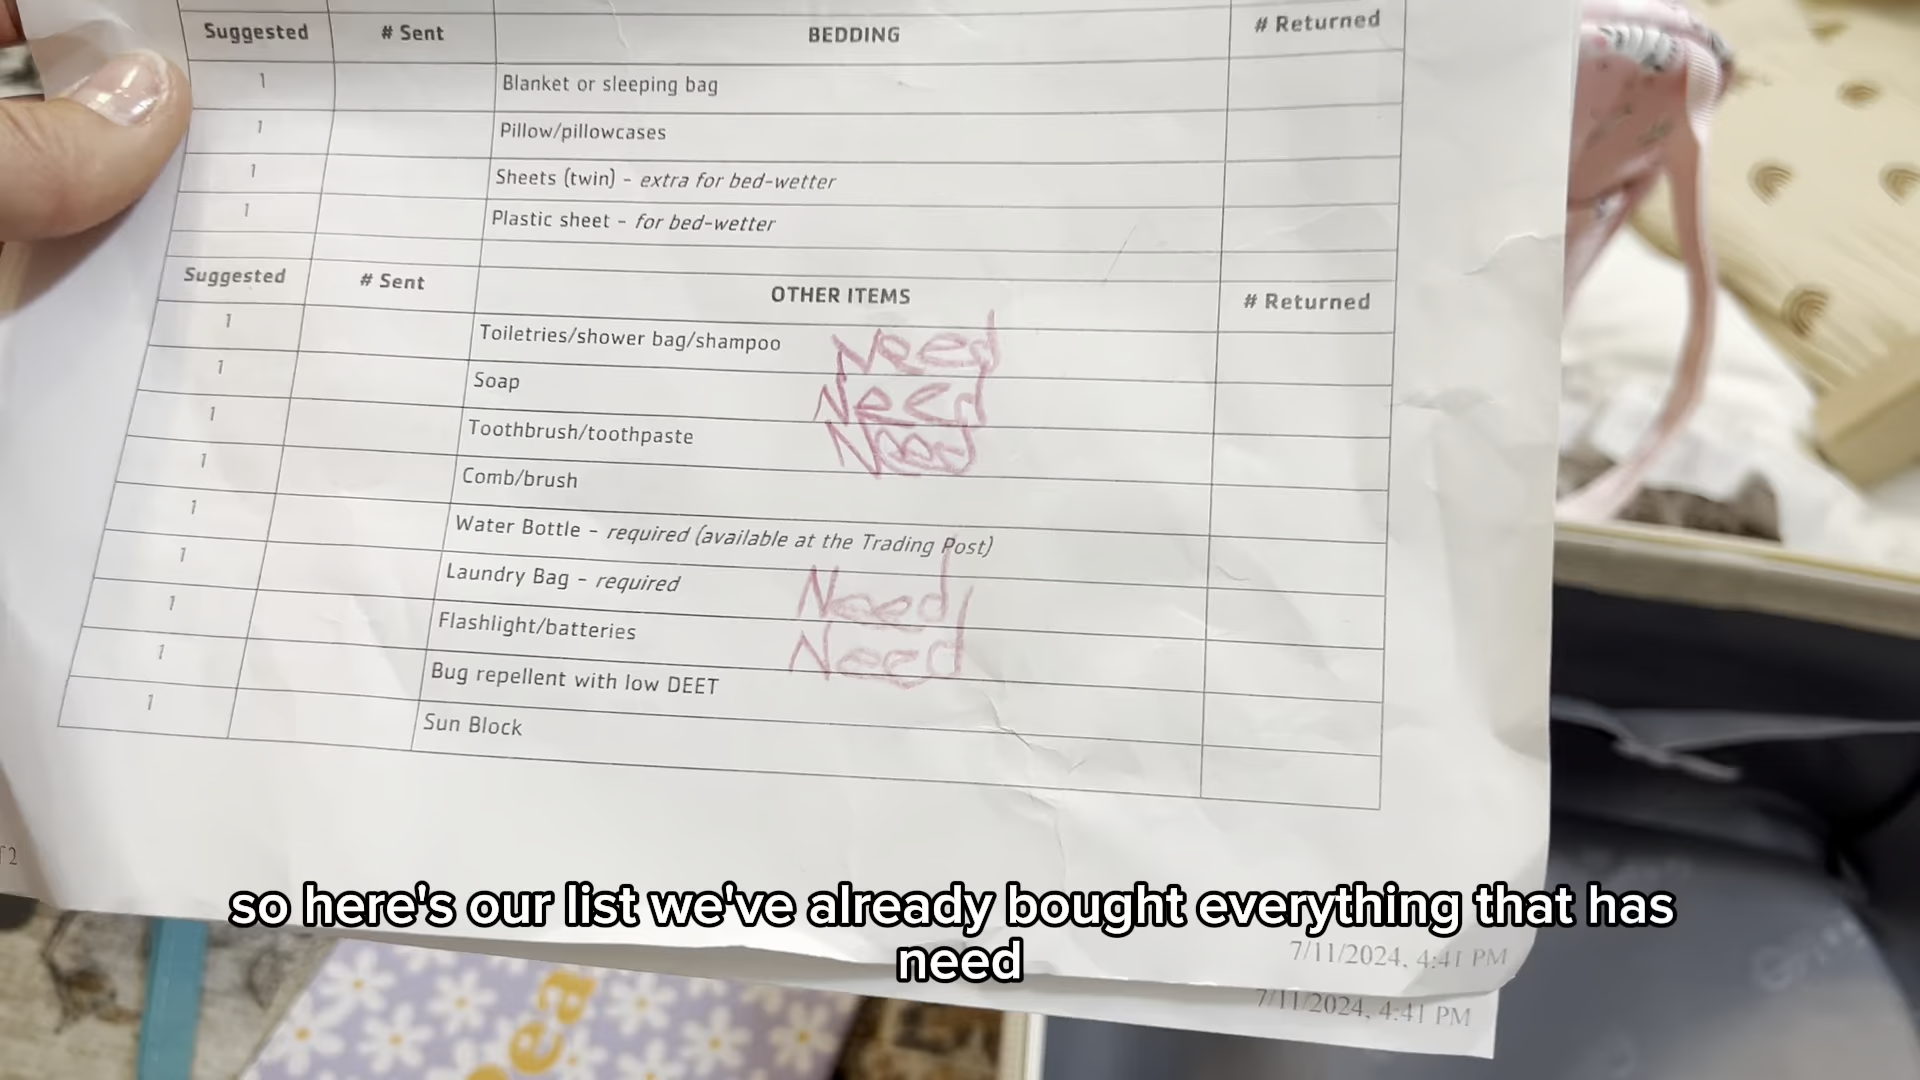 Suggested # Sent BEDDING # Returned
1 Blanket or sleeping bag
1 Pillow/pillowcases
1 Sheets (twin) - extra for bed-wetter
1 Plastic sheet - for bed-wetter
Suggested # Sent OTHER ITEMS # Returned
1 Toiletries/shower bag/shampoo Need
1 Soap Need
1 Toothbrush/toothpaste Need
1 Comb/brush
1 Water Bottle - required (available at the Trading Post)
1 Laundry Bag - required Need
1 Flashlight/batteries Need
1 Bug repellent with low DEET
1 Sun Block
so here's our list we've already bought everything that has
need
7/11/2024, 4:41 PM
7/11/2024, 4:41 PM